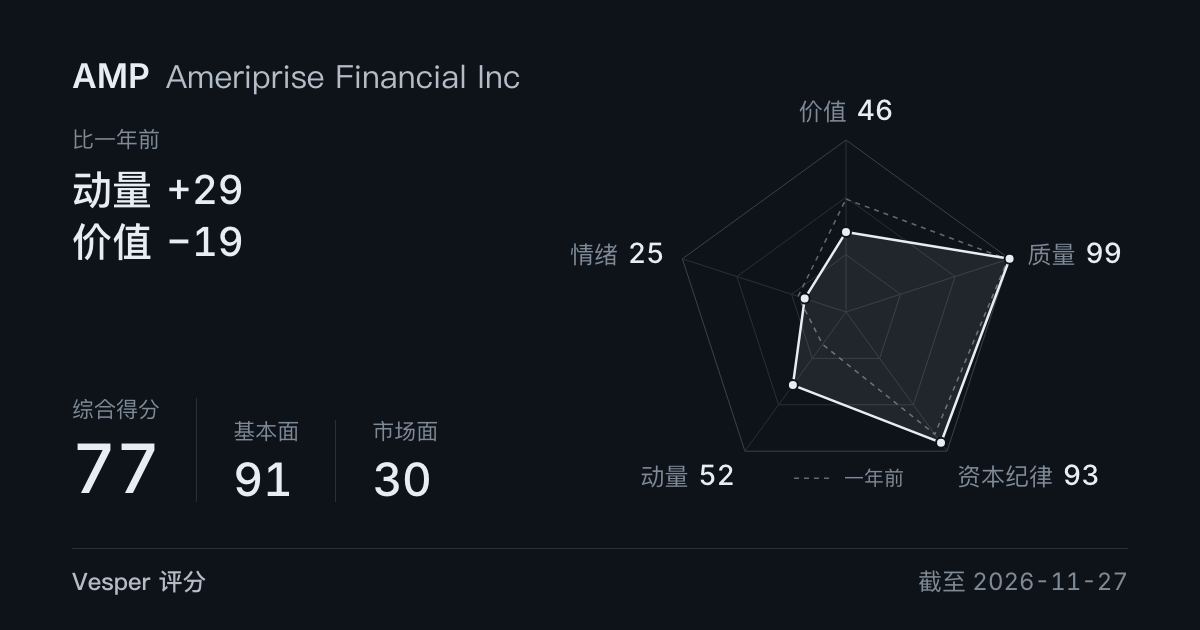 AMP Ameriprise Financial Inc
比一年前
动量 +29
价值 −19
价值 46
情绪 25
质量 99
动量 52
---- 一年前
资本纪律 93
综合得分
77
基本面
91
市场面
30
Vesper 评分
截至 2026-11-27